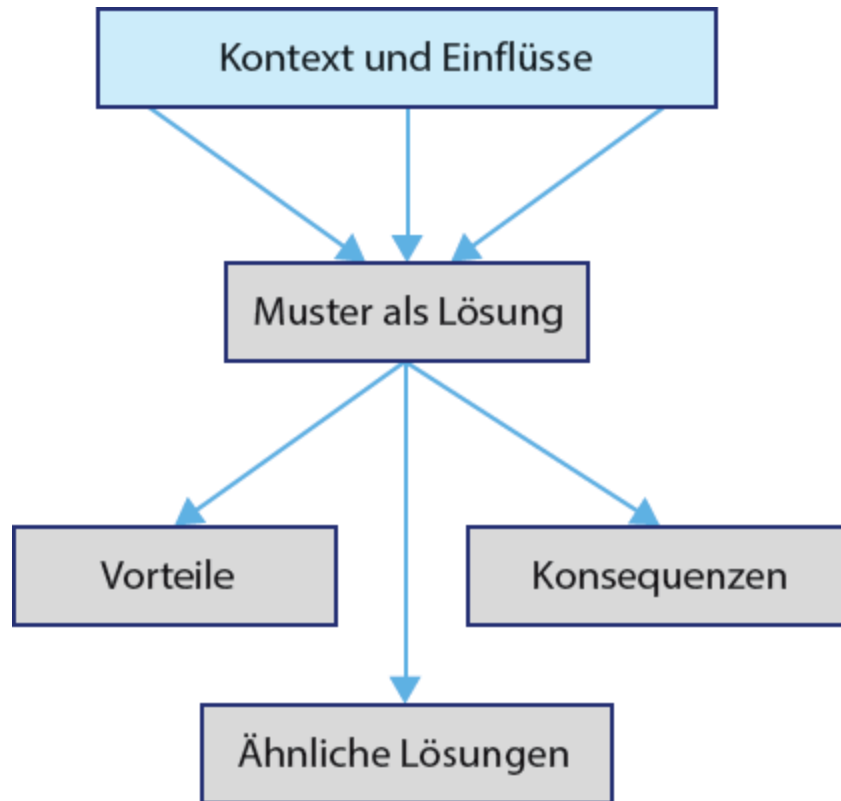 Kontext und Einflüsse
Muster als Lösung
Vorteile
Konsequenzen
Ähnliche Lösungen